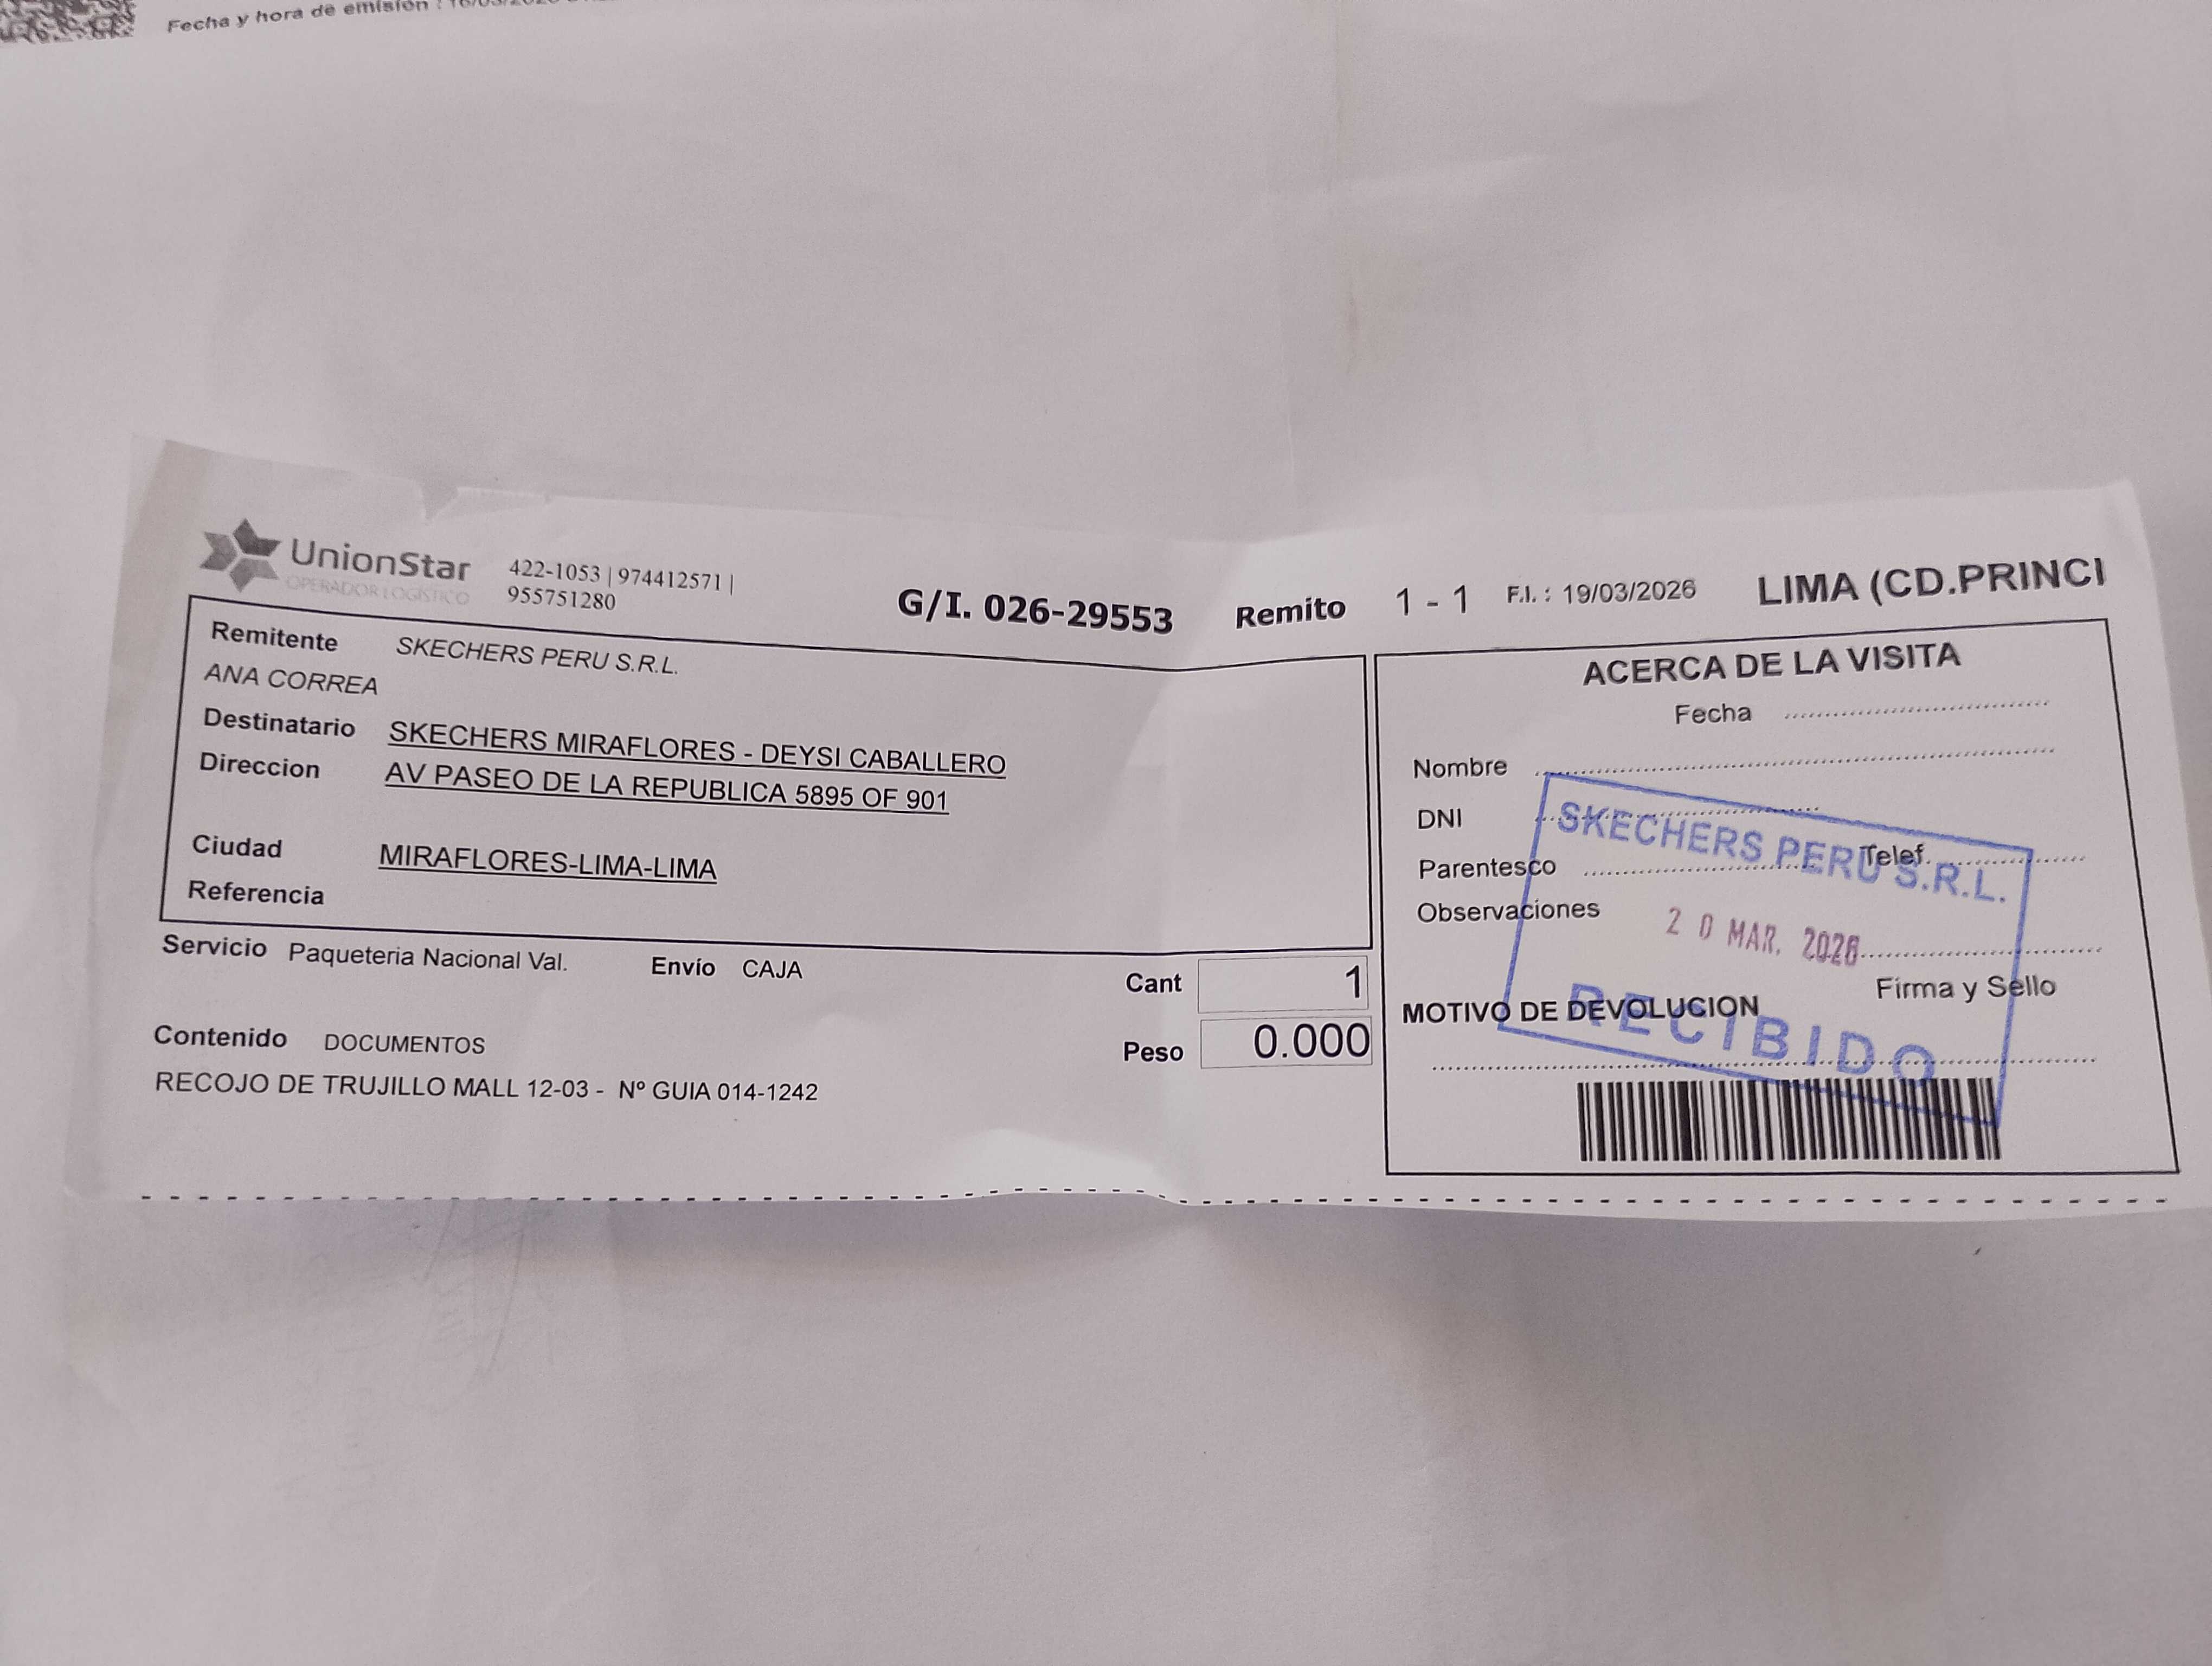 Fecha y hora de emisión :
UnionStar
OPERADOR LOGÍSTICO
422-1053 | 974412571 |
955751280
G/I. 026-29553
Remito 1 - 1
F.I. : 19/03/2026
LIMA (CD.PRINCI
Remitente SKECHERS PERU S.R.L.
ANA CORREA
Destinatario SKECHERS MIRAFLORES - DEYSI CABALLERO
Direccion AV PASEO DE LA REPUBLICA 5895 OF 901
Ciudad MIRAFLORES-LIMA-LIMA
Referencia
Servicio Paqueteria Nacional Val. Envío CAJA
Cant 1
Peso 0.000
Contenido DOCUMENTOS
RECOJO DE TRUJILLO MALL 12-03 - Nº GUIA 014-1242
ACERCA DE LA VISITA
Fecha
Nombre
DNI
Parentesco Telef.
Observaciones
Firma y Sello
MOTIVO DE DEVOLUCION
SKECHERS PERU S.R.L.
20 MAR. 2026
RECIBIDO